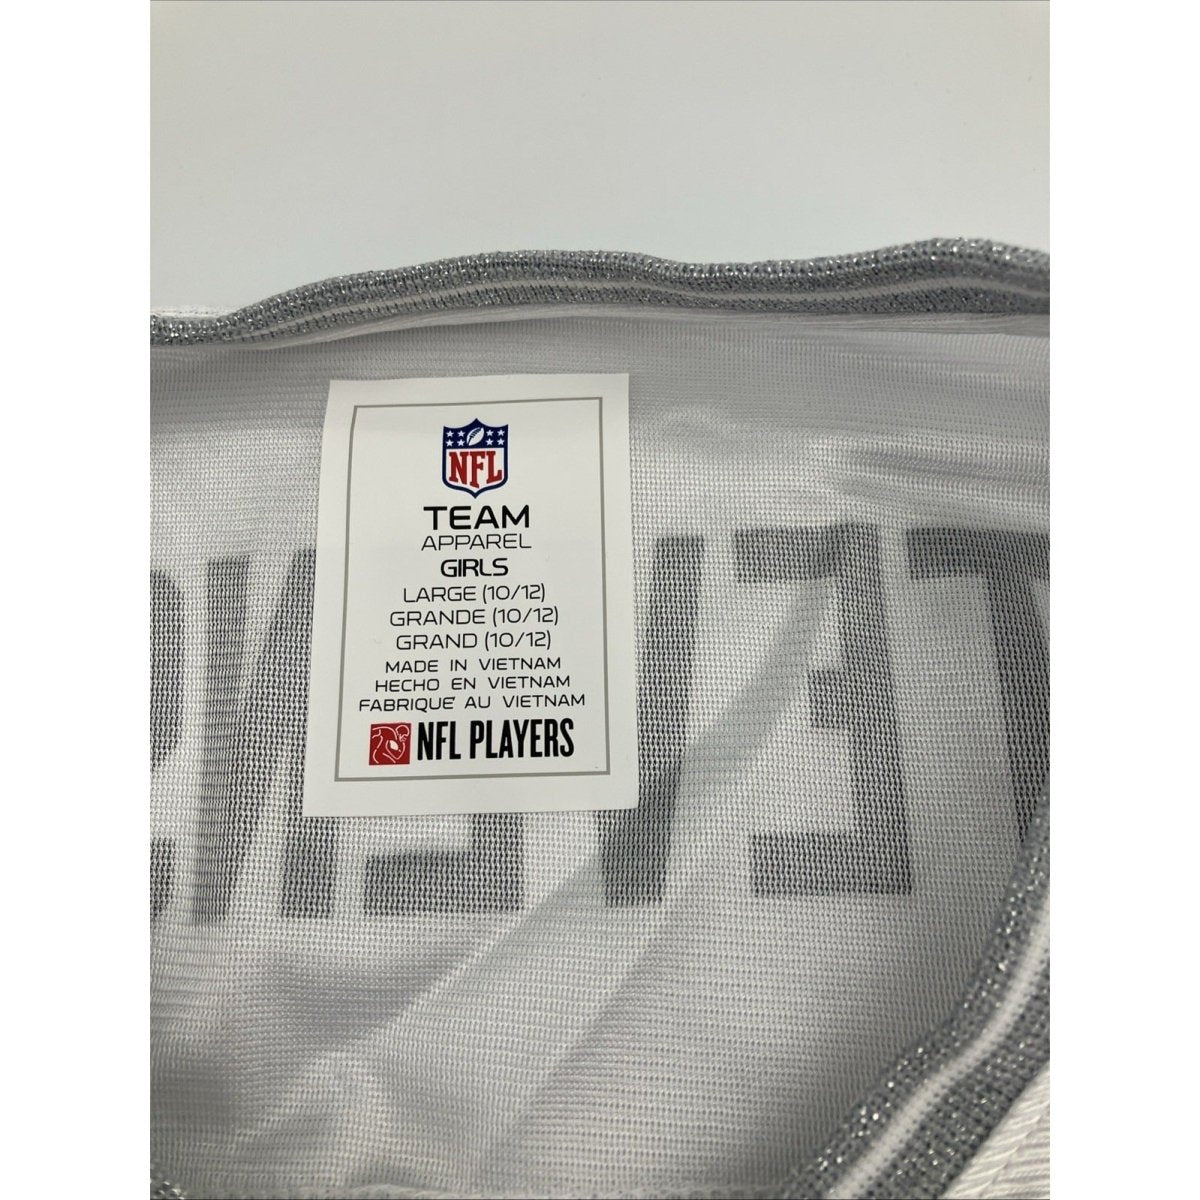 NFL
TEAM
APPAREL
GIRLS
LARGE (10/12)
GRANDE (10/12)
GRAND (10/12)
MADE IN VIETNAM
HECHO EN VIETNAM
FABRIQUE' AU VIETNAM
NFL PLAYERS